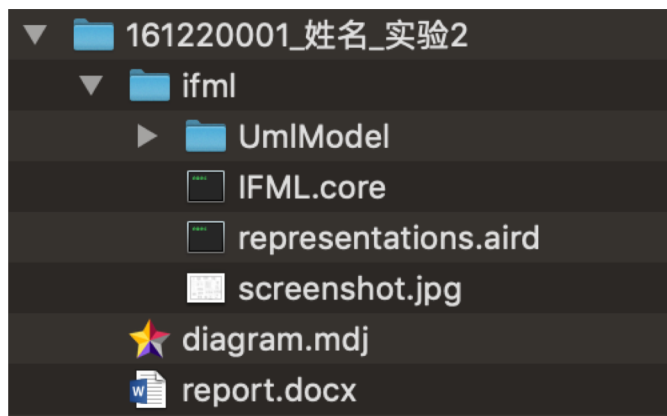 161220001_姓名_实验2
ifml
UmlModel
IFML.core
representations.aird
screenshot.jpg
diagram.mdj
report.docx